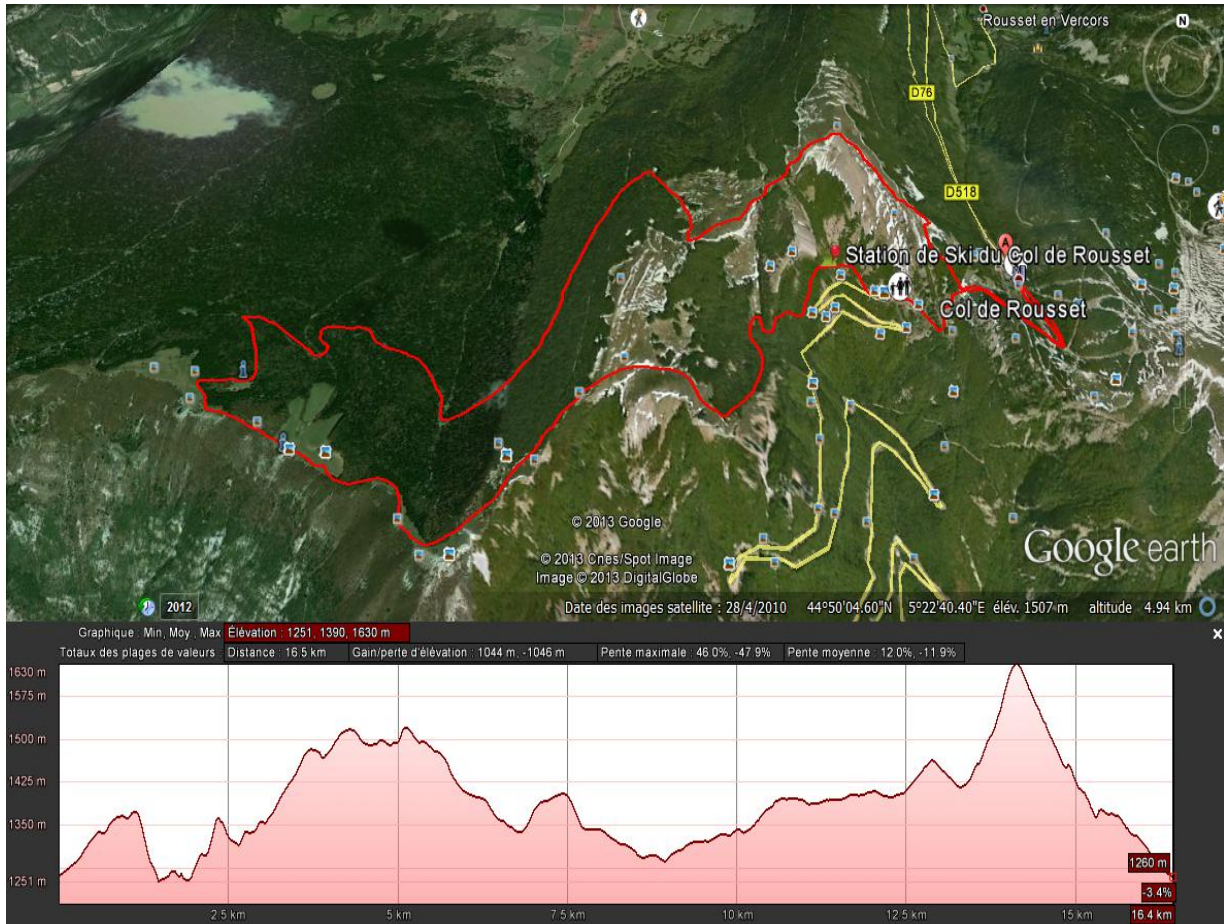 Rousset en Vercors
N
D76
D518
A
Station de Ski du Col de Rousset
Col de Rousset
© 2013 Google
© 2013 Cnes/Spot Image
Image © 2013 DigitalGlobe
Google earth
2012
Date des images satellite : 28/4/2010 44°50'04.60"N 5°22'40.40"E élév. 1507 m altitude 4.94 km
Graphique : Min, Moy , Max Élévation : 1251, 1390, 1630 m
x
Totaux des plages de valeurs : Distance : 16.5 km Gain/perte d'élévation : 1044 m, -1046 m Pente maximale : 46.0%, -47.9% Pente moyenne : 12.0%, -11.9%
1630 m
1575 m
1500 m
1425 m
1350 m
1260 m
1251 m
-3.4%
2.5 km 5 km 7.5 km 10 km 12.5 km 15 km 16.4 km